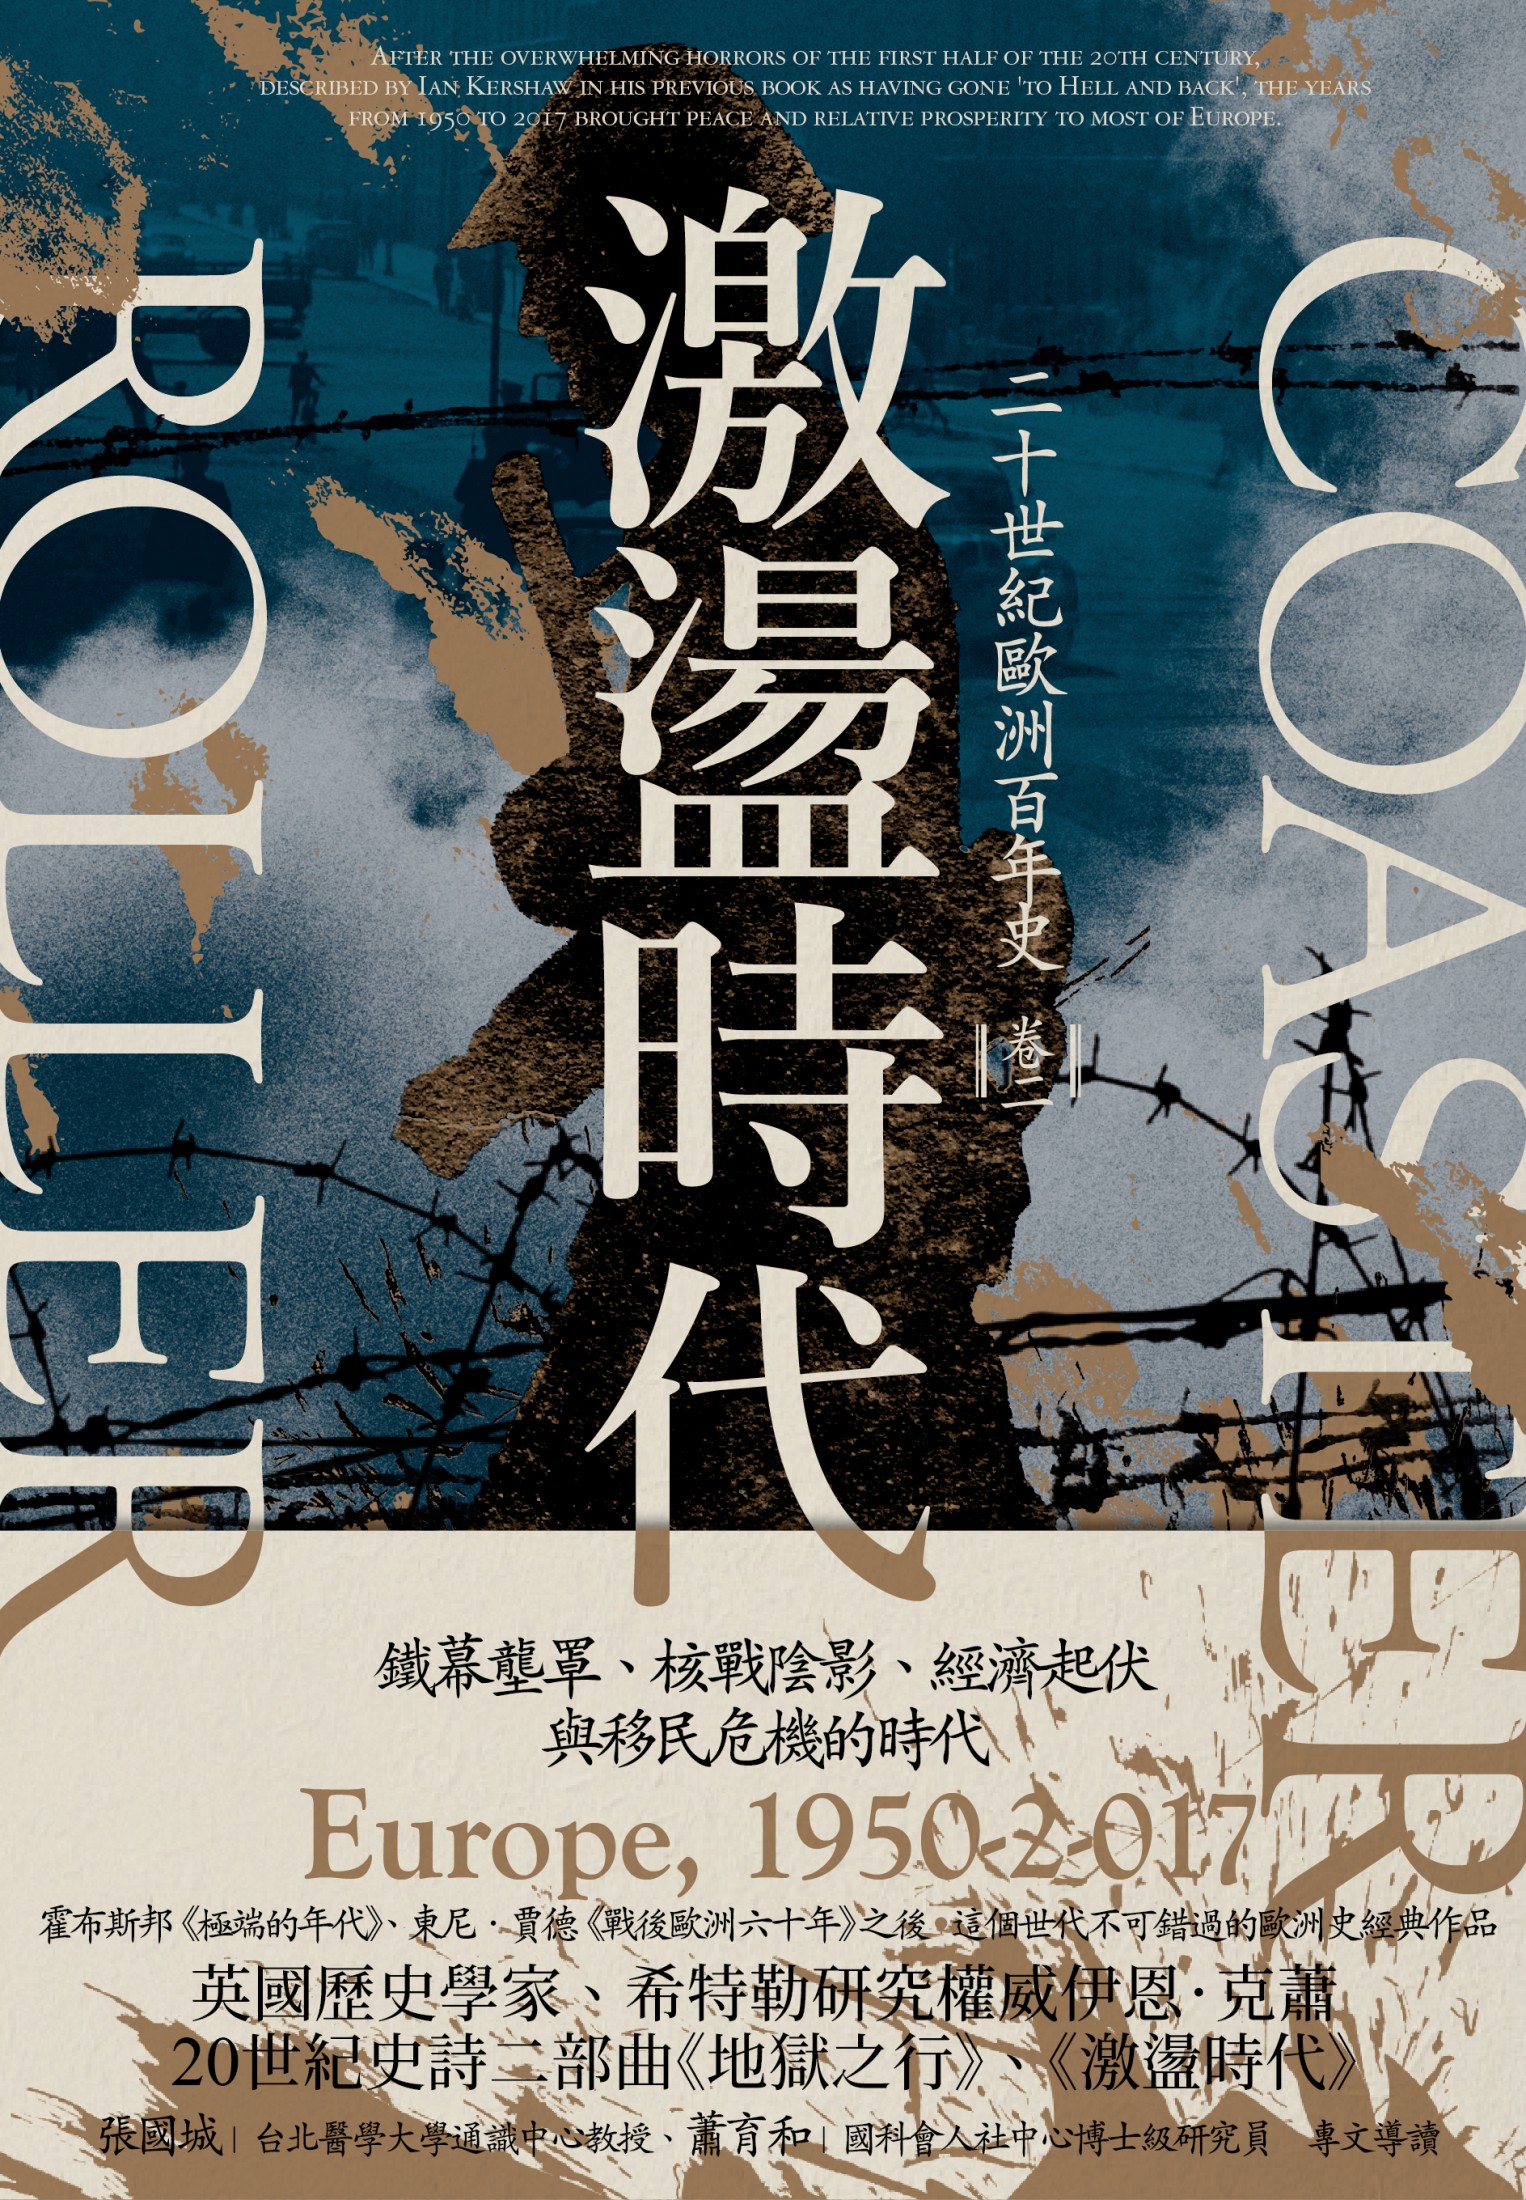 AFTER THE OVERWHELMING HORRORS OF THE FIRST HALF OF THE 20TH CENTURY,
DESCRIBED BY IAN KERSHAW IN HIS PREVIOUS BOOK AS HAVING GONE 'TO HELL AND BACK', THE YEARS
FROM 1950 TO 2017 BROUGHT PEACE AND RELATIVE PROSPERITY TO MOST OF EUROPE.
ROLLER
COASTER
激盪時代
二十世紀歐洲百年史
卷二
鐵幕壟罩、核戰陰影、經濟起伏
與移民危機的時代
Europe, 1950-2-017
霍布斯邦《極端的年代》、東尼・賈德《戰後歐洲六十年》之後 這個世代不可錯過的歐洲史經典作品
英國歷史學家、希特勒研究權威伊恩·克蕭
20世紀史詩二部曲《地獄之行》、《激盪時代》
張國城|台北醫學大學通識中心教授、蕭育和|國科會人社中心博士級研究員 專文導讀